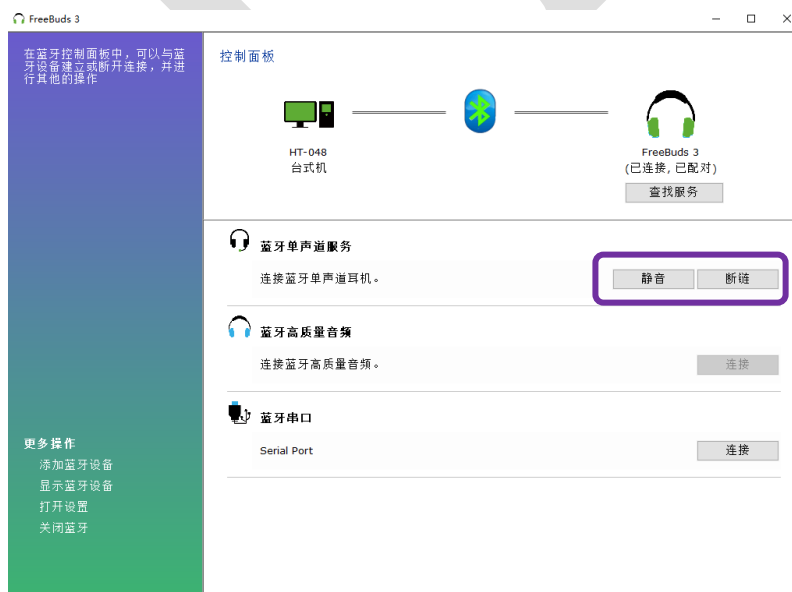 FreeBuds 3
在蓝牙控制面板中，可以与蓝
牙设备建立或断开连接，并进
行其他的操作
控制面板
HT-048
台式机
FreeBuds 3
(已连接, 已配对)
查找服务
蓝牙单声道服务
连接蓝牙单声道耳机。
静音
断链
蓝牙高质量音频
连接蓝牙高质量音频。
连接
蓝牙串口
Serial Port
连接
更多操作
添加蓝牙设备
显示蓝牙设备
打开设置
关闭蓝牙